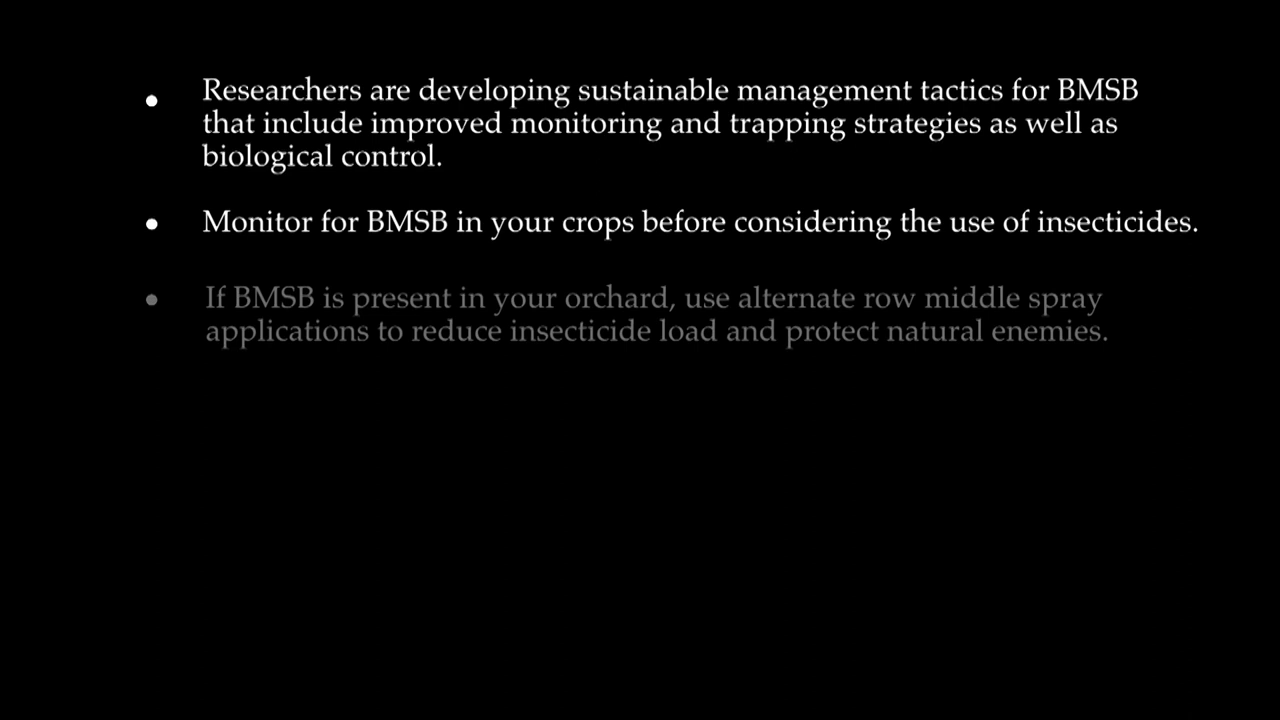 • Researchers are developing sustainable management tactics for BMSB
that include improved monitoring and trapping strategies as well as
biological control.
• Monitor for BMSB in your crops before considering the use of insecticides.
• If BMSB is present in your orchard, use alternate row middle spray
applications to reduce insecticide load and protect natural enemies.